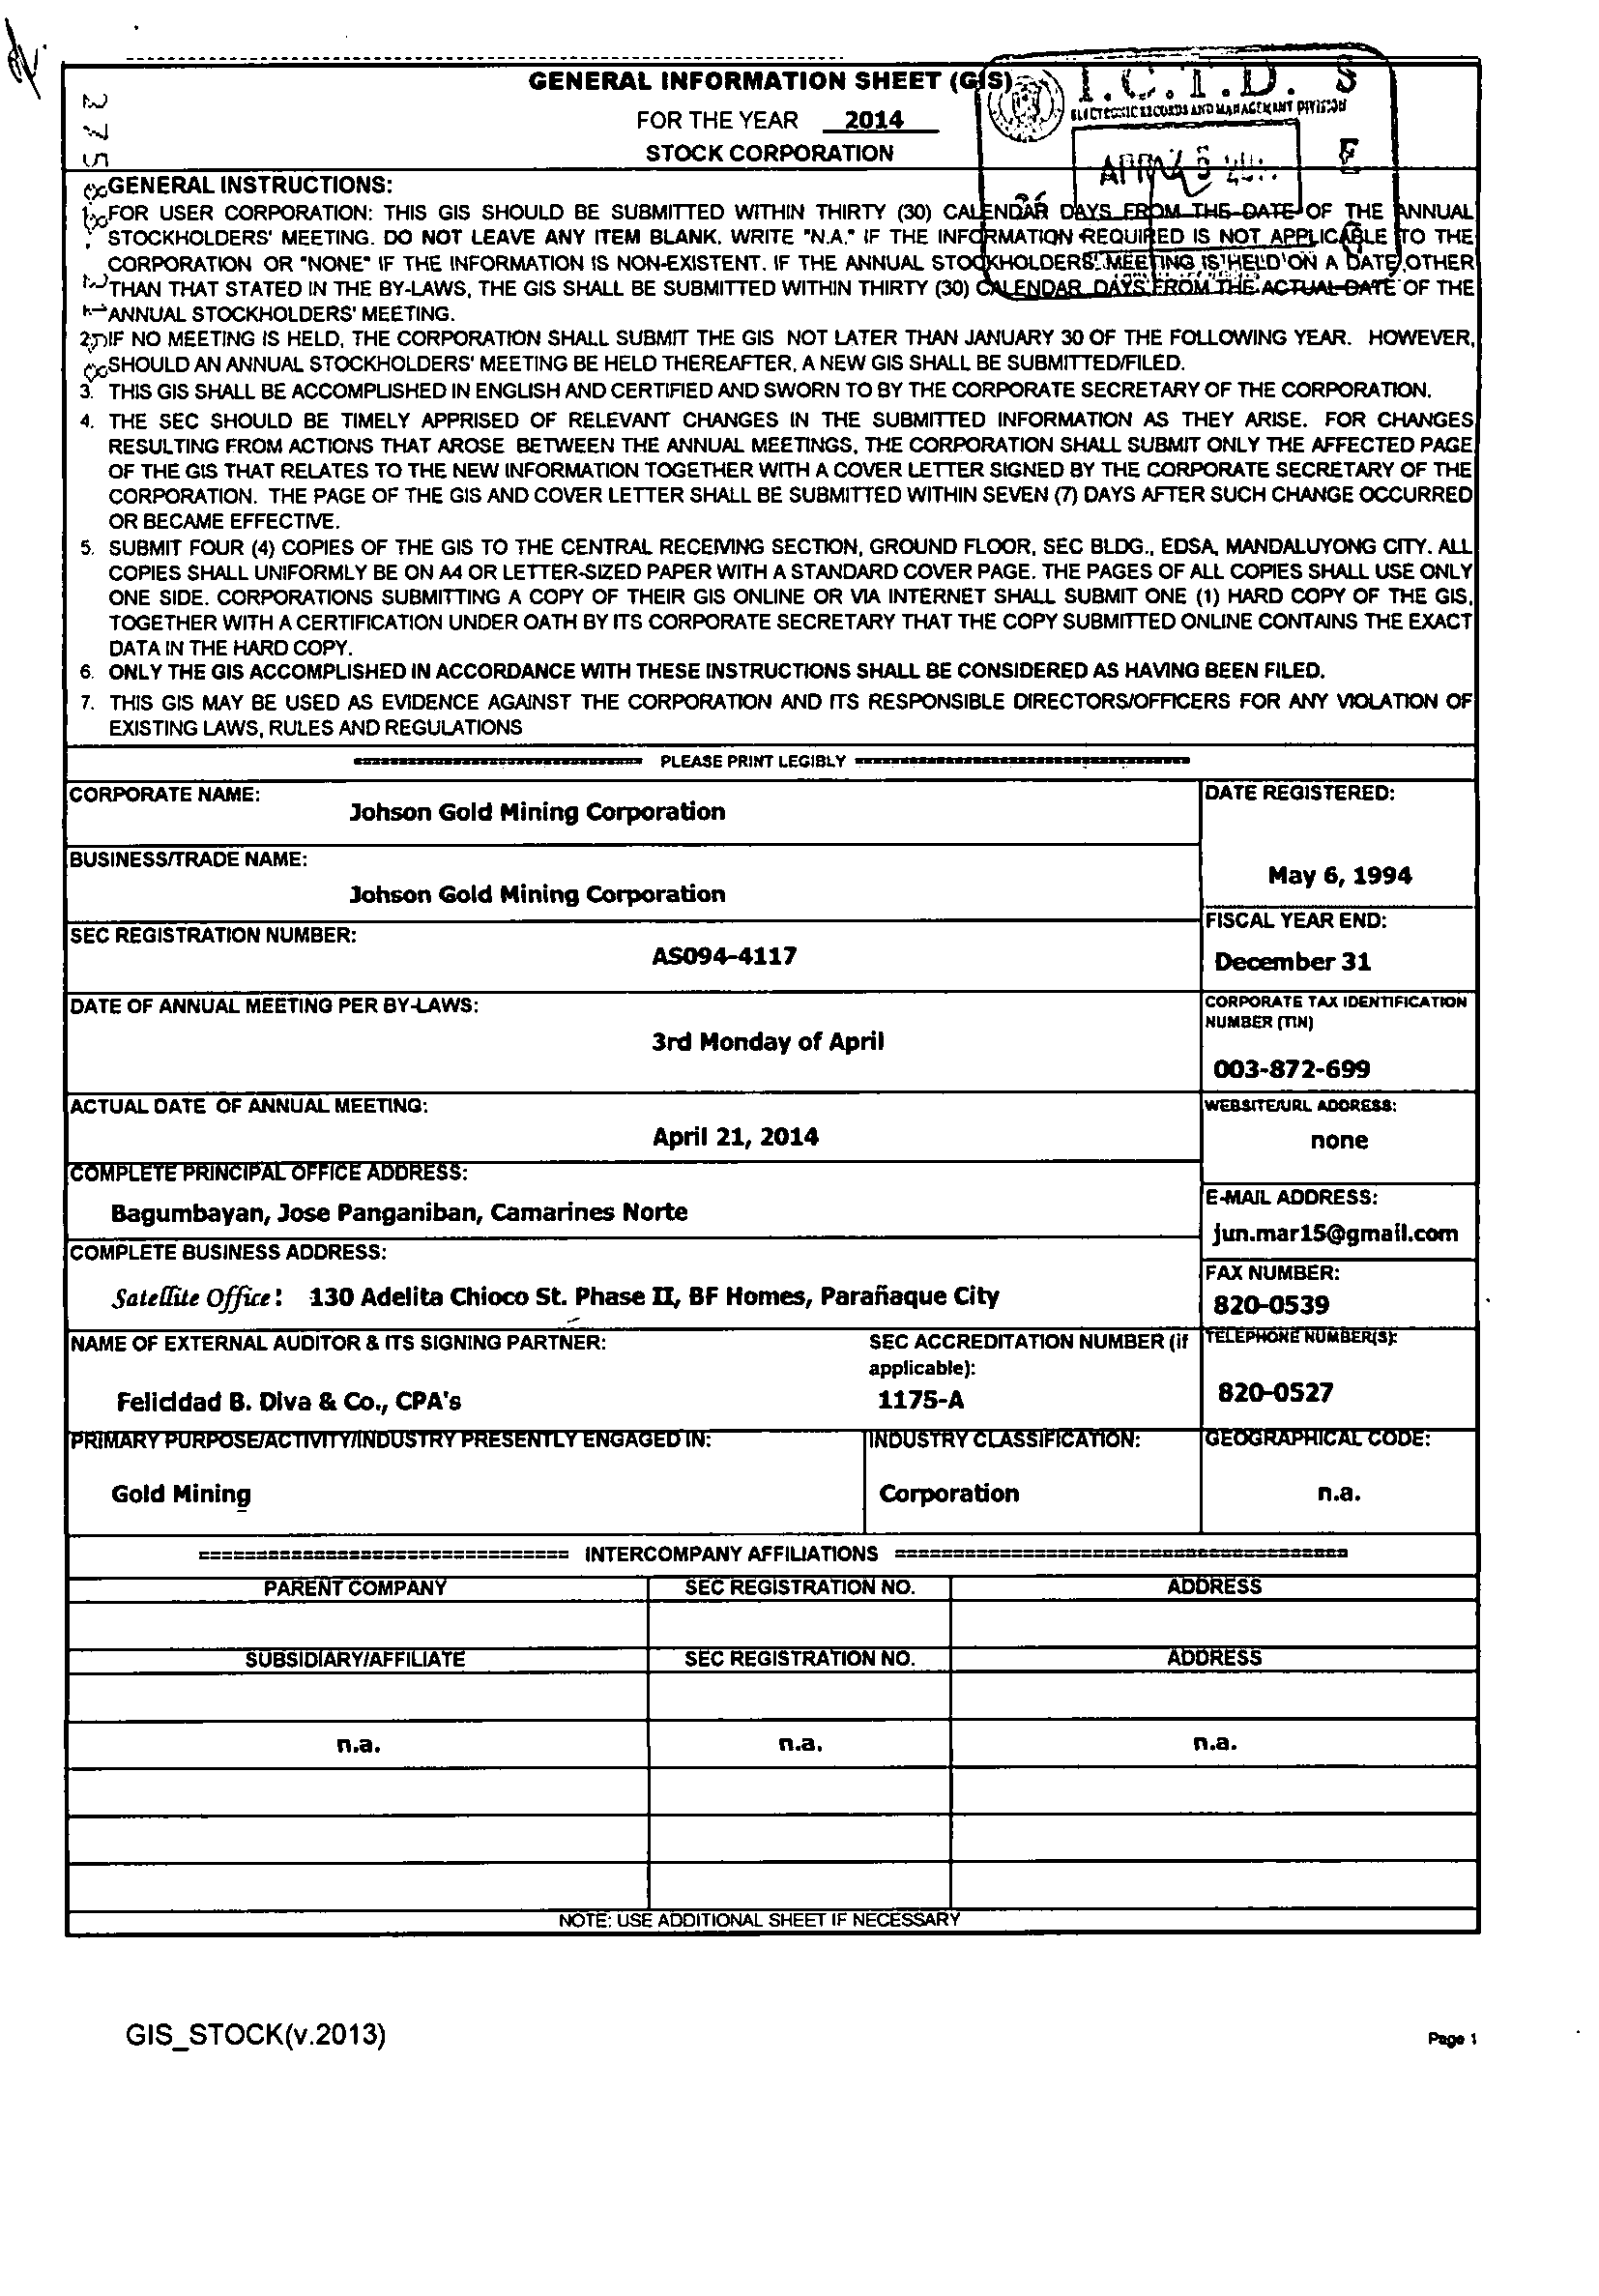 GENERAL INFORMATION SHEET (GIS)
FOR THE YEAR 2014
STOCK CORPORATION
I.C.T.D. S
ELECTRONIC RECORDS AND MANAGEMENT DIVISION
E
GENERAL INSTRUCTIONS:
1. FOR USER CORPORATION: THIS GIS SHOULD BE SUBMITTED WITHIN THIRTY (30) CALENDAR DAYS FROM THE DATE OF THE ANNUAL
STOCKHOLDERS' MEETING. DO NOT LEAVE ANY ITEM BLANK. WRITE "N.A." IF THE INFORMATION REQUIRED IS NOT APPLICABLE TO THE
CORPORATION OR "NONE" IF THE INFORMATION IS NON-EXISTENT. IF THE ANNUAL STOCKHOLDERS' MEETING IS HELD ON A DATE OTHER
THAN THAT STATED IN THE BY-LAWS, THE GIS SHALL BE SUBMITTED WITHIN THIRTY (30) CALENDAR DAYS FROM THE ACTUAL DATE OF THE
ANNUAL STOCKHOLDERS' MEETING.
2. IF NO MEETING IS HELD, THE CORPORATION SHALL SUBMIT THE GIS NOT LATER THAN JANUARY 30 OF THE FOLLOWING YEAR. HOWEVER,
SHOULD AN ANNUAL STOCKHOLDERS' MEETING BE HELD THEREAFTER, A NEW GIS SHALL BE SUBMITTED/FILED.
3. THIS GIS SHALL BE ACCOMPLISHED IN ENGLISH AND CERTIFIED AND SWORN TO BY THE CORPORATE SECRETARY OF THE CORPORATION.
4. THE SEC SHOULD BE TIMELY APPRISED OF RELEVANT CHANGES IN THE SUBMITTED INFORMATION AS THEY ARISE. FOR CHANGES
RESULTING FROM ACTIONS THAT AROSE BETWEEN THE ANNUAL MEETINGS, THE CORPORATION SHALL SUBMIT ONLY THE AFFECTED PAGE
OF THE GIS THAT RELATES TO THE NEW INFORMATION TOGETHER WITH A COVER LETTER SIGNED BY THE CORPORATE SECRETARY OF THE
CORPORATION. THE PAGE OF THE GIS AND COVER LETTER SHALL BE SUBMITTED WITHIN SEVEN (7) DAYS AFTER SUCH CHANGE OCCURRED
OR BECAME EFFECTIVE.
5. SUBMIT FOUR (4) COPIES OF THE GIS TO THE CENTRAL RECEIVING SECTION, GROUND FLOOR, SEC BLDG., EDSA, MANDALUYONG CITY. ALL
COPIES SHALL UNIFORMLY BE ON A4 OR LETTER-SIZED PAPER WITH A STANDARD COVER PAGE. THE PAGES OF ALL COPIES SHALL USE ONLY
ONE SIDE. CORPORATIONS SUBMITTING A COPY OF THEIR GIS ONLINE OR VIA INTERNET SHALL SUBMIT ONE (1) HARD COPY OF THE GIS,
TOGETHER WITH A CERTIFICATION UNDER OATH BY ITS CORPORATE SECRETARY THAT THE COPY SUBMITTED ONLINE CONTAINS THE EXACT
DATA IN THE HARD COPY.
6. ONLY THE GIS ACCOMPLISHED IN ACCORDANCE WITH THESE INSTRUCTIONS SHALL BE CONSIDERED AS HAVING BEEN FILED.
7. THIS GIS MAY BE USED AS EVIDENCE AGAINST THE CORPORATION AND ITS RESPONSIBLE DIRECTORS/OFFICERS FOR ANY VIOLATION OF
EXISTING LAWS, RULES AND REGULATIONS
PLEASE PRINT LEGIBLY
CORPORATE NAME:
Johson Gold Mining Corporation
DATE REGISTERED:
May 6, 1994
BUSINESS/TRADE NAME:
Johson Gold Mining Corporation
SEC REGISTRATION NUMBER:
AS094-4117
FISCAL YEAR END:
December 31
DATE OF ANNUAL MEETING PER BY-LAWS:
3rd Monday of April
CORPORATE TAX IDENTIFICATION
NUMBER (TIN)
003-872-699
ACTUAL DATE OF ANNUAL MEETING:
April 21, 2014
WEBSITE/URL ADDRESS:
none
COMPLETE PRINCIPAL OFFICE ADDRESS:
Bagumbayan, Jose Panganiban, Camarines Norte
E-MAIL ADDRESS:
jun.mar15@gmail.com
COMPLETE BUSINESS ADDRESS:
Satellite Office: 130 Adelita Chioco St. Phase II, BF Homes, Parañaque City
FAX NUMBER:
820-0539
NAME OF EXTERNAL AUDITOR & ITS SIGNING PARTNER:
Feliddad B. Diva & Co., CPA's
SEC ACCREDITATION NUMBER (if
applicable):
1175-A
TELEPHONE NUMBER(S):
820-0527
PRIMARY PURPOSE/ACTIVITY/INDUSTRY PRESENTLY ENGAGED IN:
Gold Mining
INDUSTRY CLASSIFICATION:
Corporation
GEOGRAPHICAL CODE:
n.a.
INTERCOMPANY AFFILIATIONS
PARENT COMPANY SEC REGISTRATION NO. ADDRESS
SUBSIDIARY/AFFILIATE SEC REGISTRATION NO. ADDRESS
n.a. n.a. n.a.
NOTE: USE ADDITIONAL SHEET IF NECESSARY
GIS_STOCK(v.2013)
Page 1